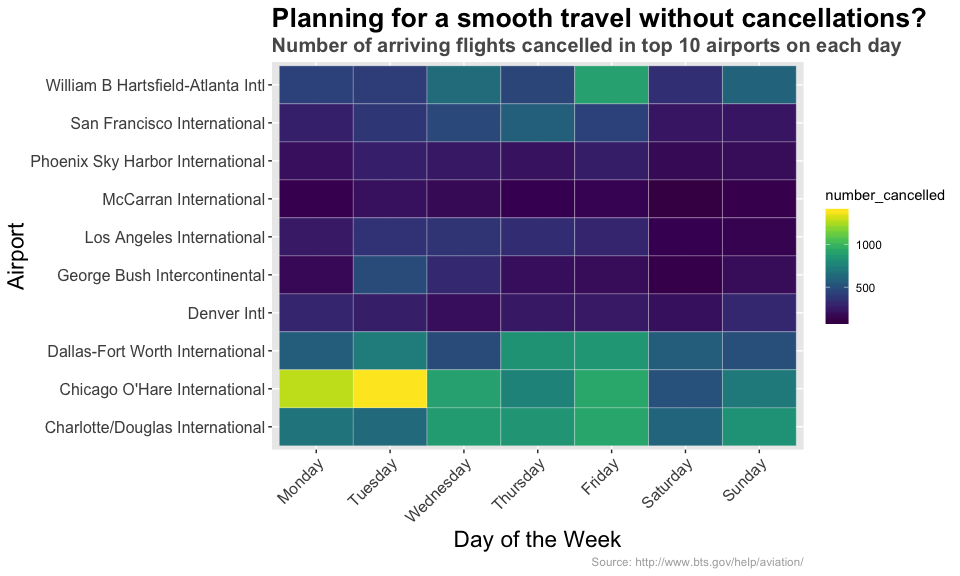 Planning for a smooth travel without cancellations?
Number of arriving flights cancelled in top 10 airports on each day
Airport
William B Hartsfield-Atlanta Intl
San Francisco International
Phoenix Sky Harbor International
McCarran International
Los Angeles International
George Bush Intercontinental
Denver Intl
Dallas-Fort Worth International
Chicago O'Hare International
Charlotte/Douglas International
number_cancelled
1000
500
Monday
Tuesday
Wednesday
Thursday
Friday
Saturday
Sunday
Day of the Week
Source: http://www.bts.gov/help/aviation/